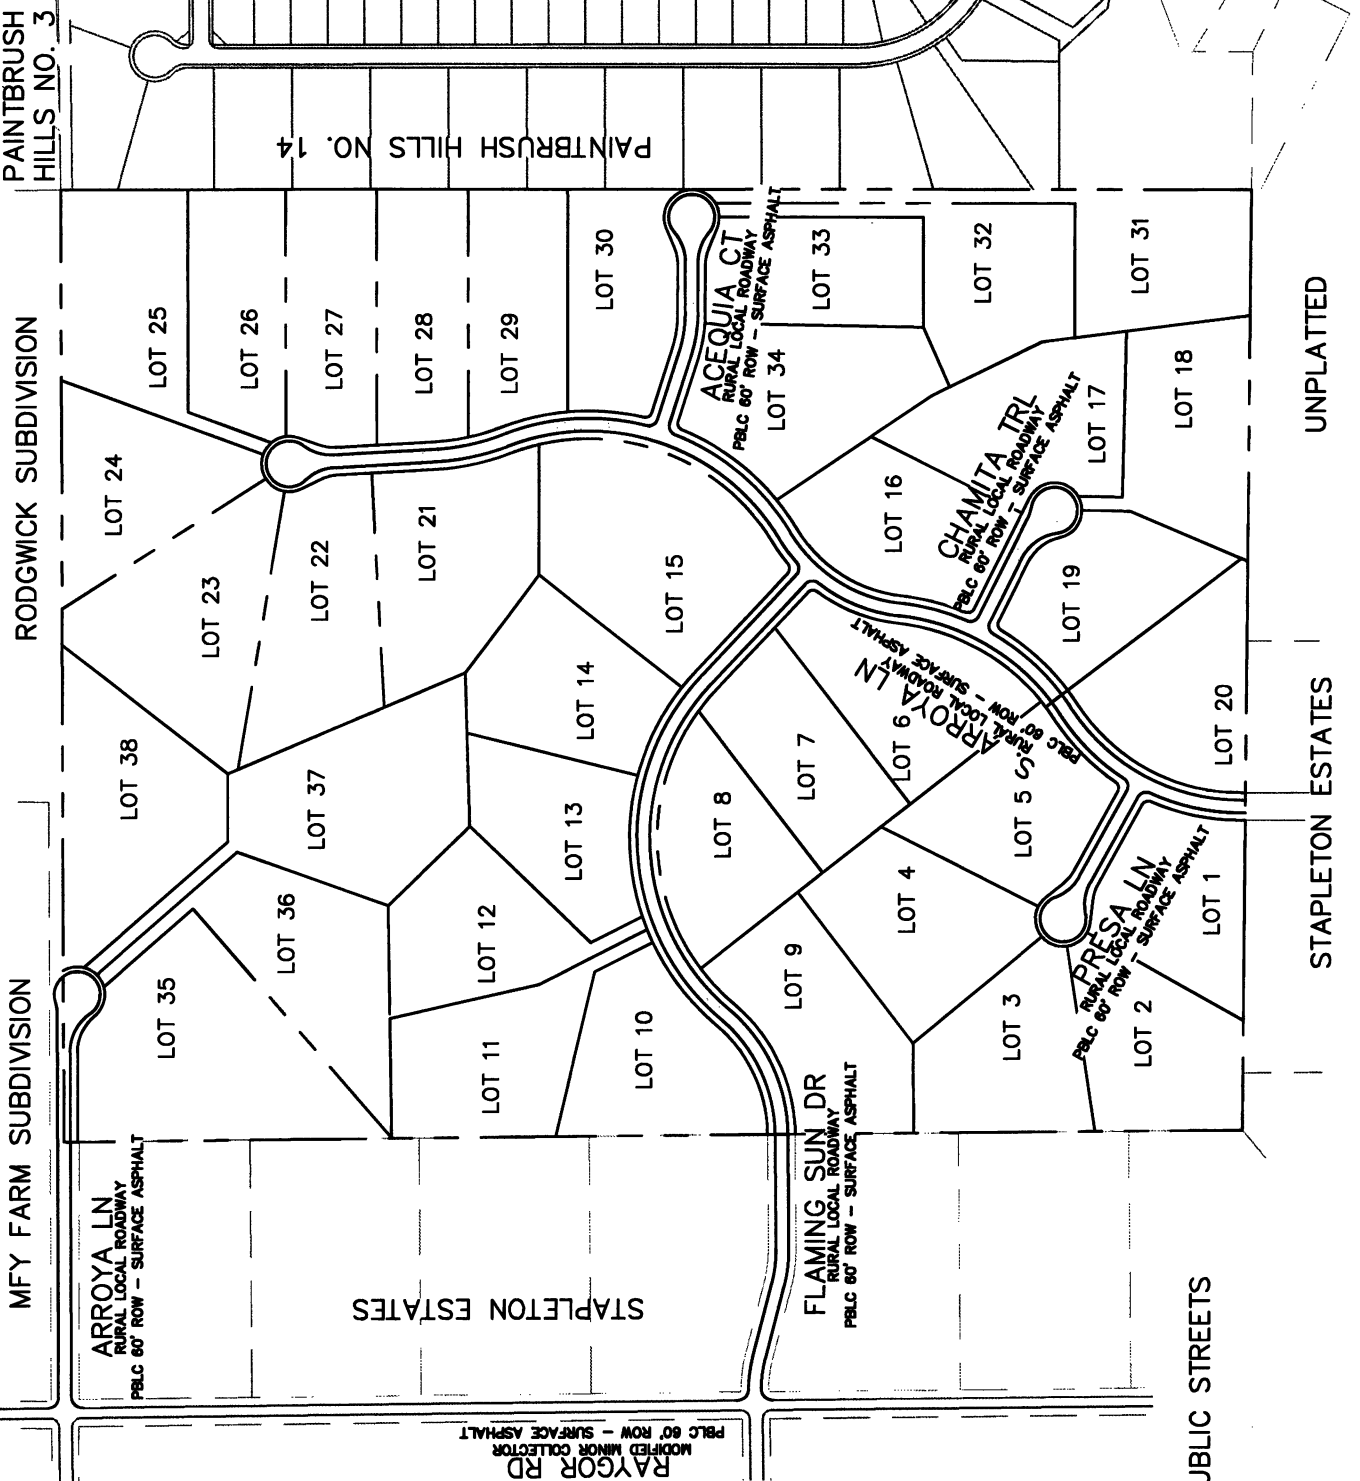 PAINTBRUSH
HILLS NO. 3
PAINTBRUSH HILLS NO. 14
RODGWICK SUBDIVISION
MFY FARM SUBDIVISION
UNPLATTED
STAPLETON ESTATES
STAPLETON ESTATES
UBLIC STREETS
LOT 25
LOT 26
LOT 27
LOT 28
LOT 29
LOT 30
ACEQUIA CT
RURAL LOCAL ROADWAY
PBLC 60' ROW - SURFACE ASPHALT
LOT 33
LOT 32
LOT 31
LOT 34
LOT 24
LOT 23
LOT 22
LOT 21
LOT 15
LOT 16
CHAMITA TRL
RURAL LOCAL ROADWAY
PBLC 60' ROW - SURFACE ASPHALT
LOT 17
LOT 18
LOT 19
LOT 20
LOT 38
LOT 37
LOT 14
LOT 13
LOT 8
LOT 7
LOT 6
S. ARROYA LN
RURAL LOCAL ROADWAY
PBLC 60' ROW - SURFACE ASPHALT
LOT 5
LOT 36
LOT 35
LOT 12
LOT 11
LOT 10
LOT 9
LOT 4
LOT 3
LOT 2
LOT 1
PRESA LN
RURAL LOCAL ROADWAY
PBLC 60' ROW - SURFACE ASPHALT
ARROYA LN
RURAL LOCAL ROADWAY
PBLC 60' ROW - SURFACE ASPHALT
FLAMING SUN DR
RURAL LOCAL ROADWAY
PBLC 60' ROW - SURFACE ASPHALT
RAYGOR RD
MODIFIED MINOR COLLECTOR
PBLC 60' ROW - SURFACE ASPHALT